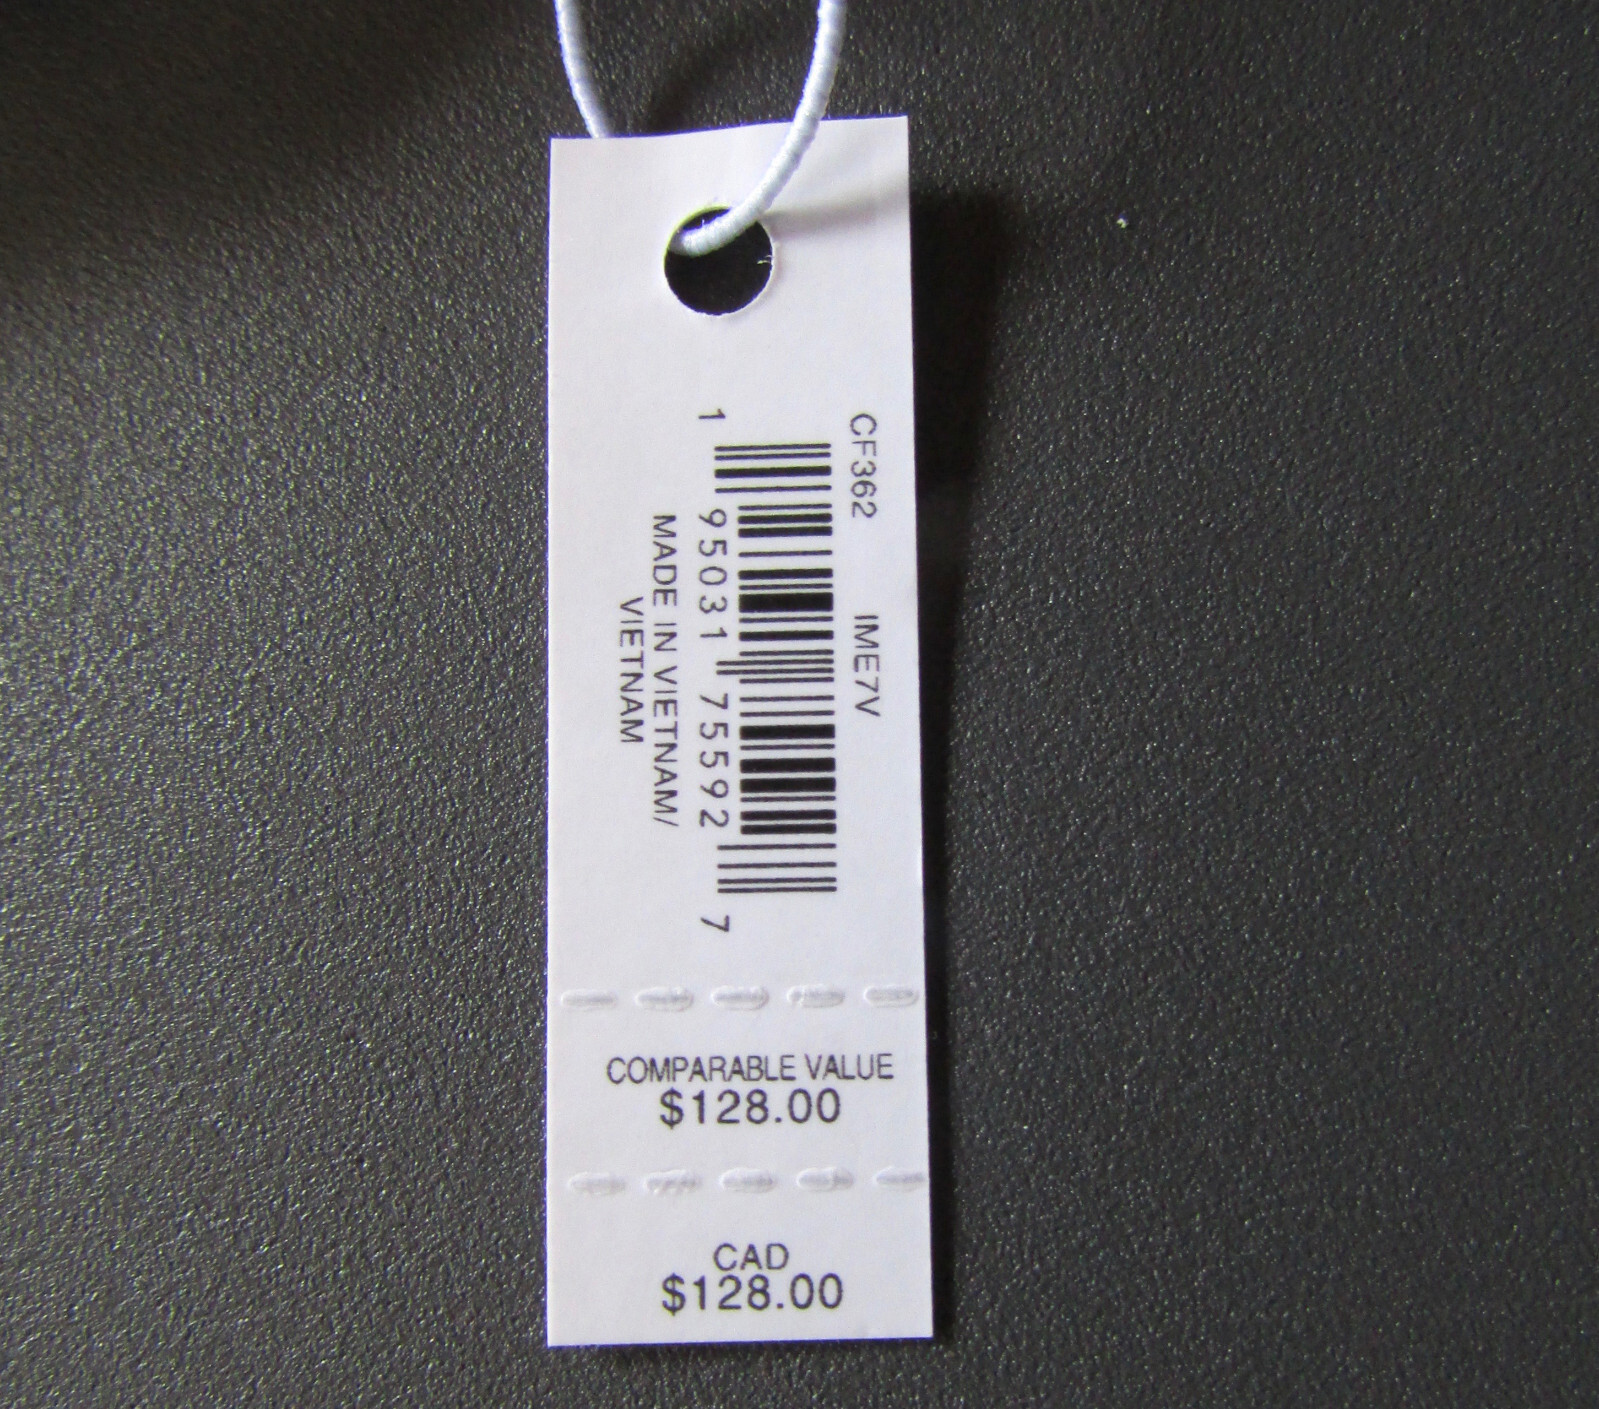 CF362 IME7V
1 95031 75592 7
MADE IN VIETNAM/
VIETNAM
COMPARABLE VALUE
$128.00
CAD
$128.00